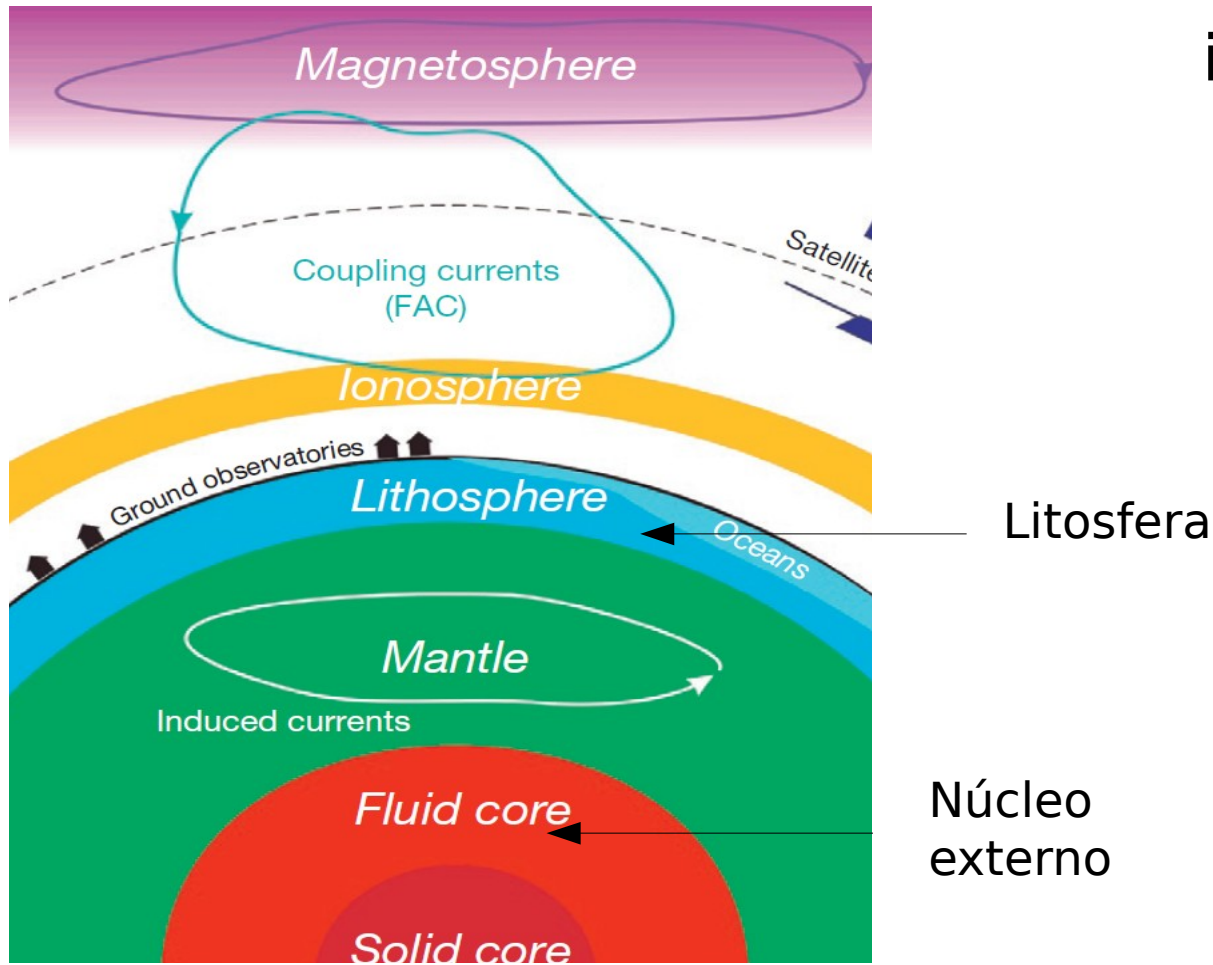 i
Magnetosphere
Satellite
Coupling currents
(FAC)
Ionosphere
Ground observatories
Lithosphere
Oceans
Litosfera
Mantle
Induced currents
Fluid core
Núcleo
externo
Solid core